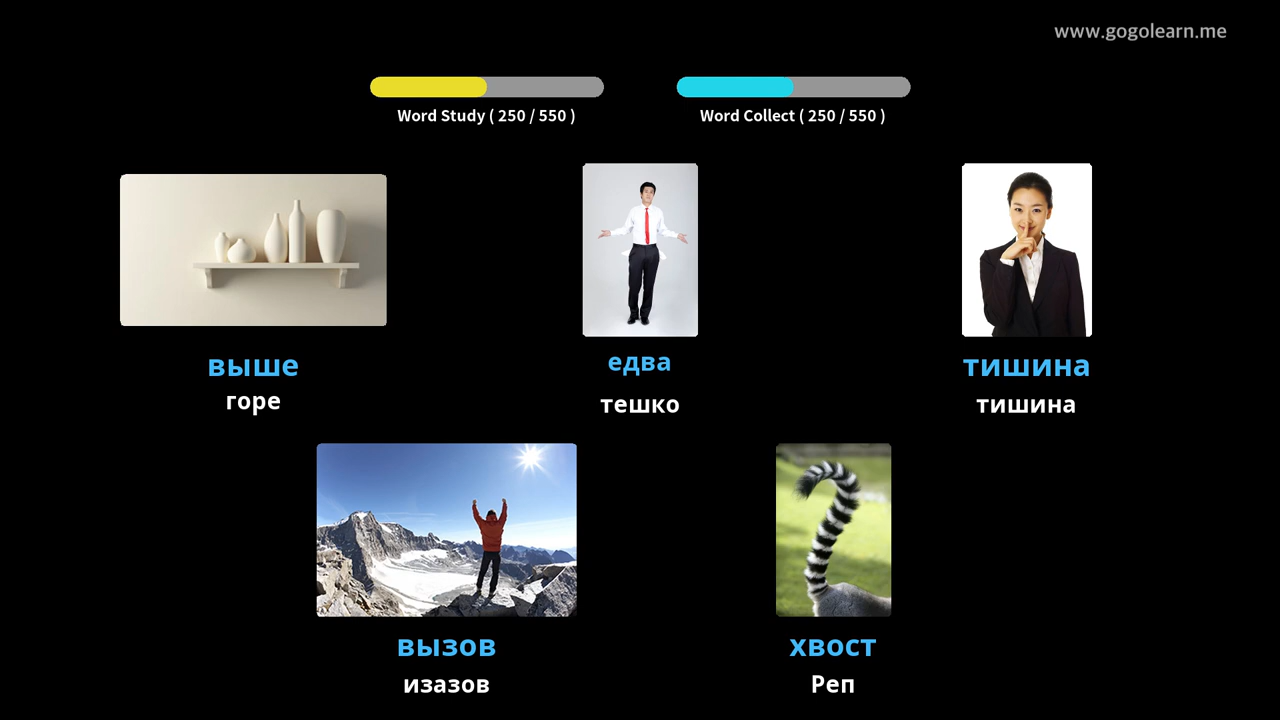 www.gogolearn.me
Word Study ( 250 / 550 )
Word Collect ( 250 / 550 )
выше
горе
едва
тешко
тишина
тишина
вызов
изазов
хвост
Реп